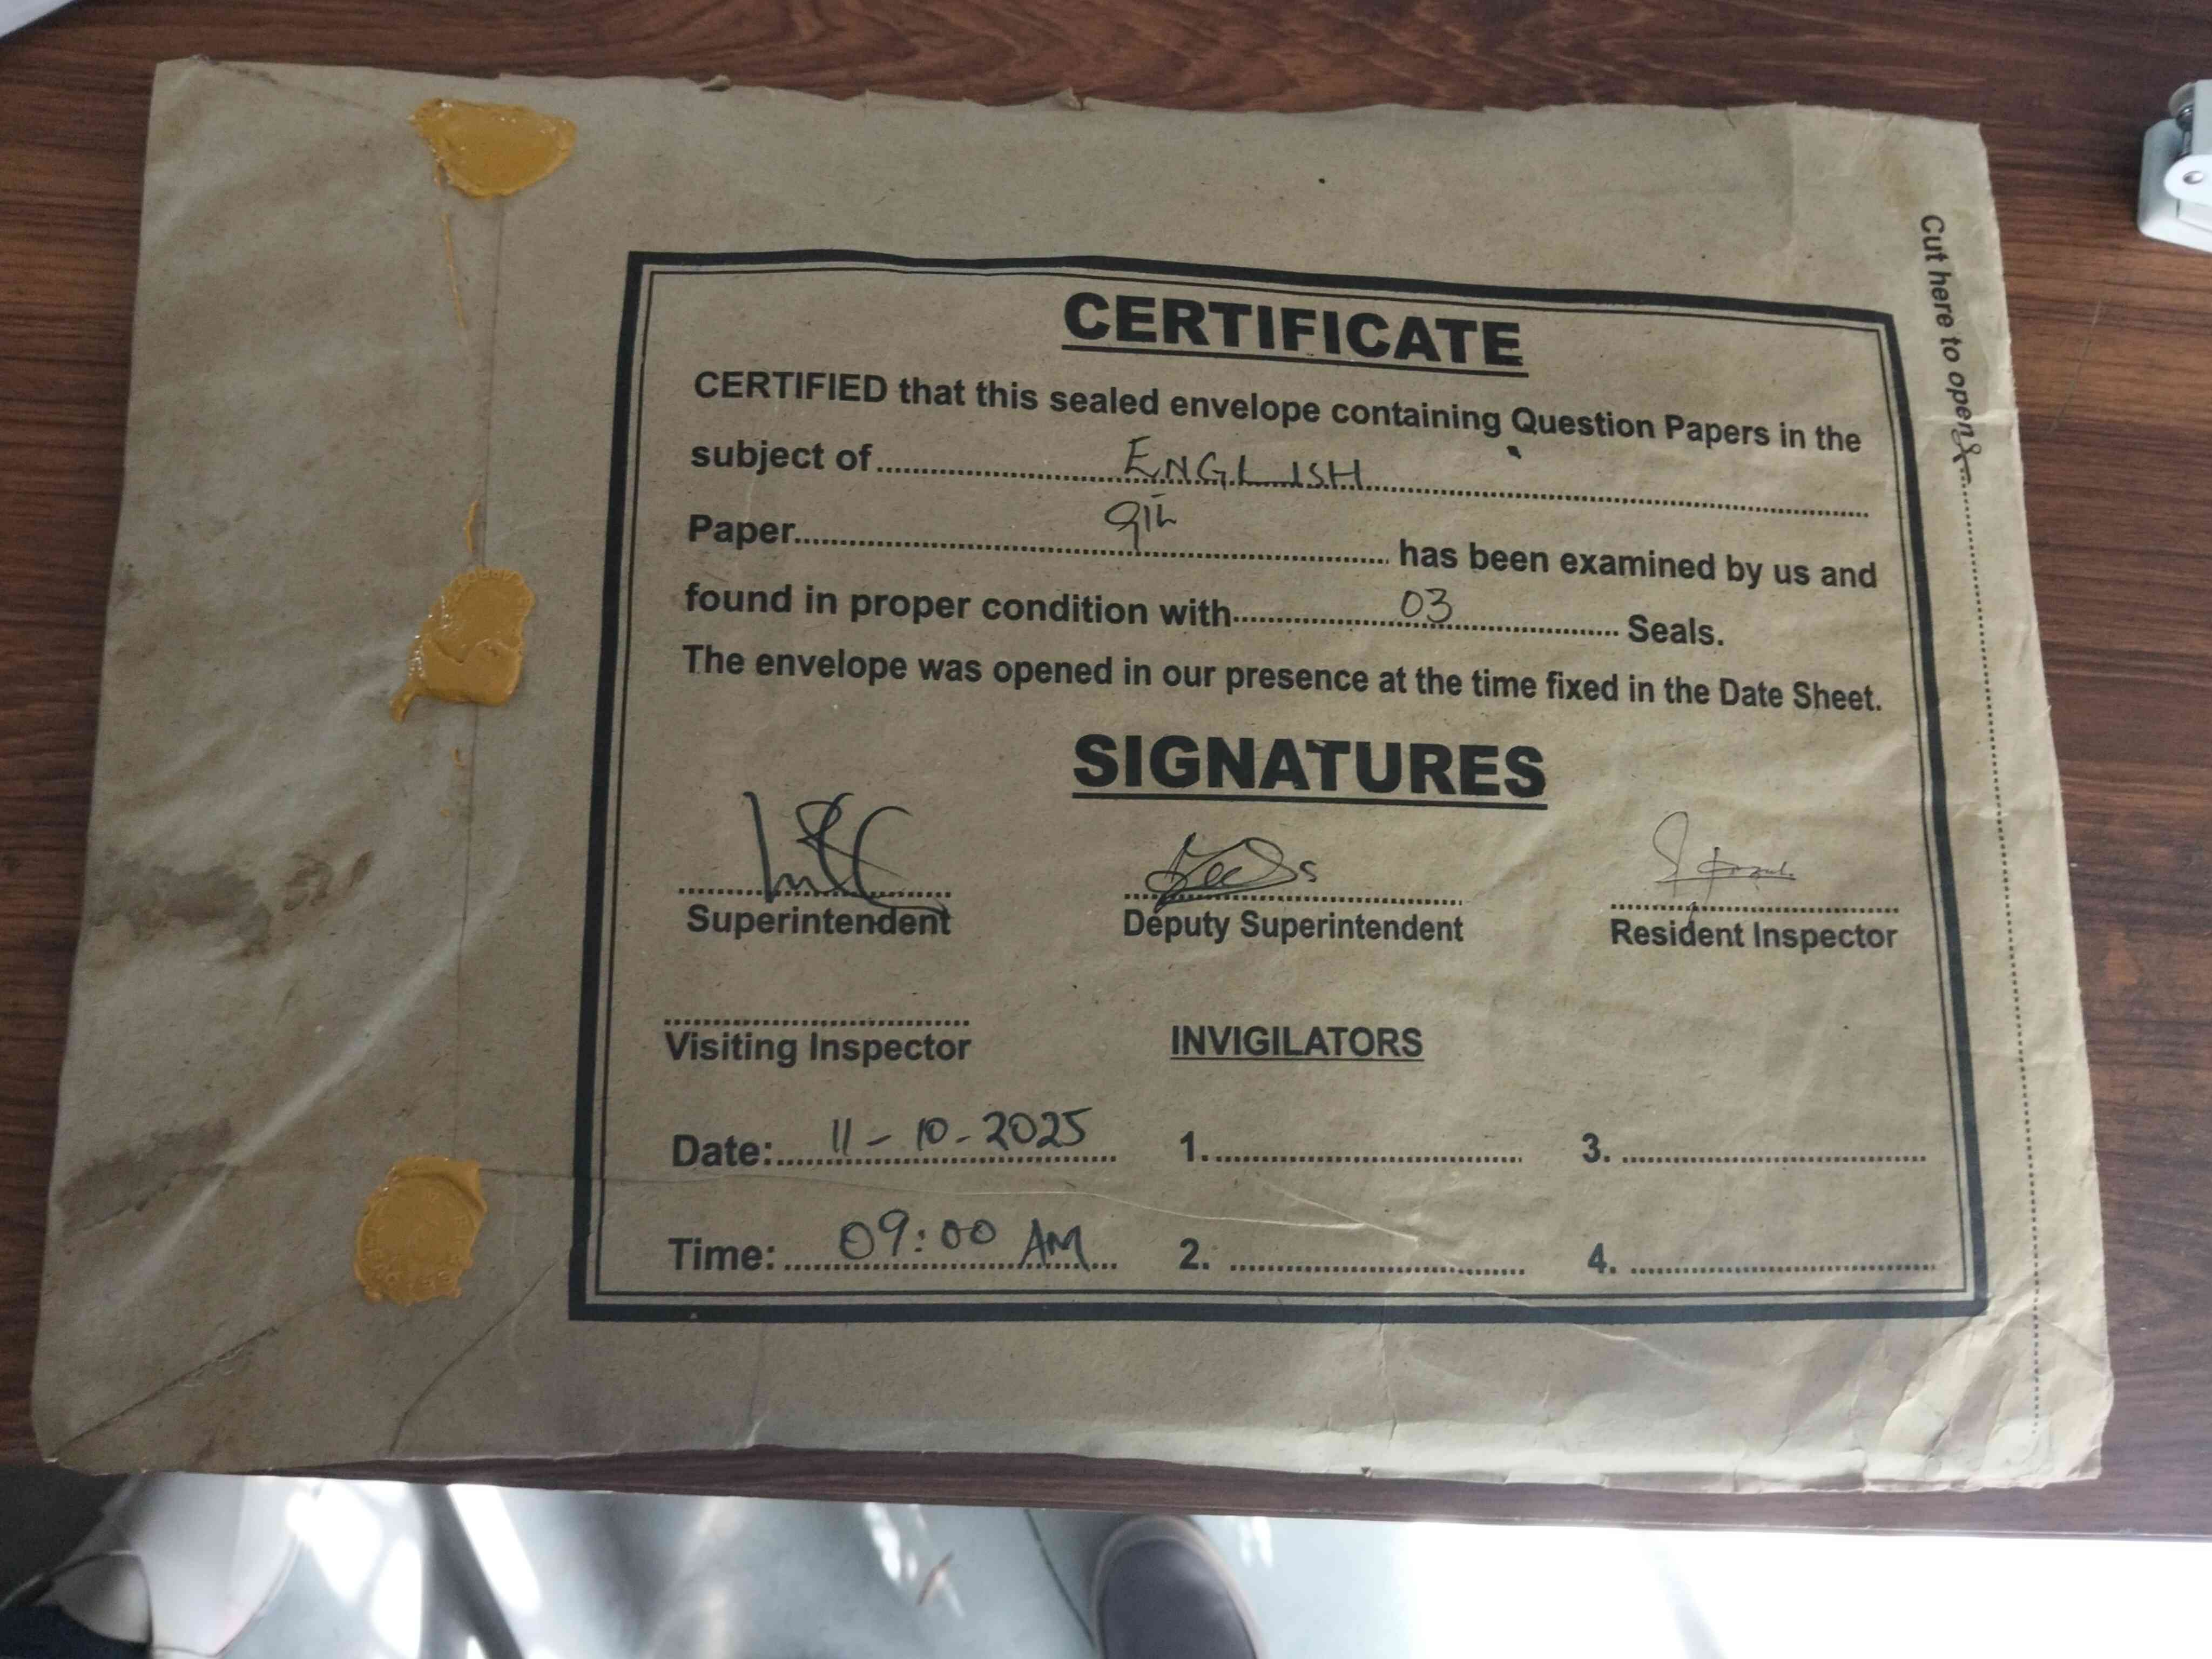 CERTIFICATE
CERTIFIED that this sealed envelope containing Question Papers in the
subject of ENGLISH
Paper 9th has been examined by us and
found in proper condition with 03 Seals.
The envelope was opened in our presence at the time fixed in the Date Sheet.
SIGNATURES
Superintendent Deputy Superintendent Resident Inspector
Visiting Inspector INVIGILATORS
Date: 11-10-2025 1. 3.
Time: 09:00 AM 2. 4.
Cut here to open